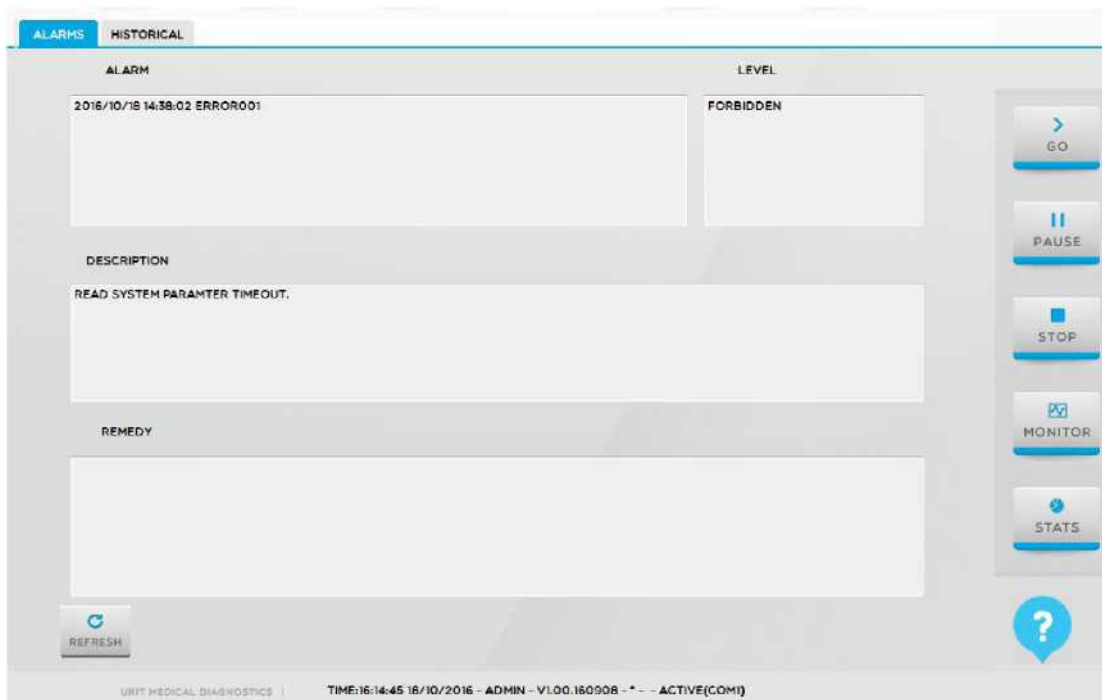 ALARMS HISTORICAL
ALARM LEVEL
2016/10/18 14:38:02 ERROR001 FORBIDDEN
GO
PAUSE
DESCRIPTION
READ SYSTEM PARAMTER TIMEOUT.
STOP
REMEDY
MONITOR
STATS
REFRESH
?
URIT MEDICAL DIAGNOSTICS |
TIME:16:14:45 18/10/2016 - ADMIN - V1.00.160908 - * - - ACTIVE(COM1)